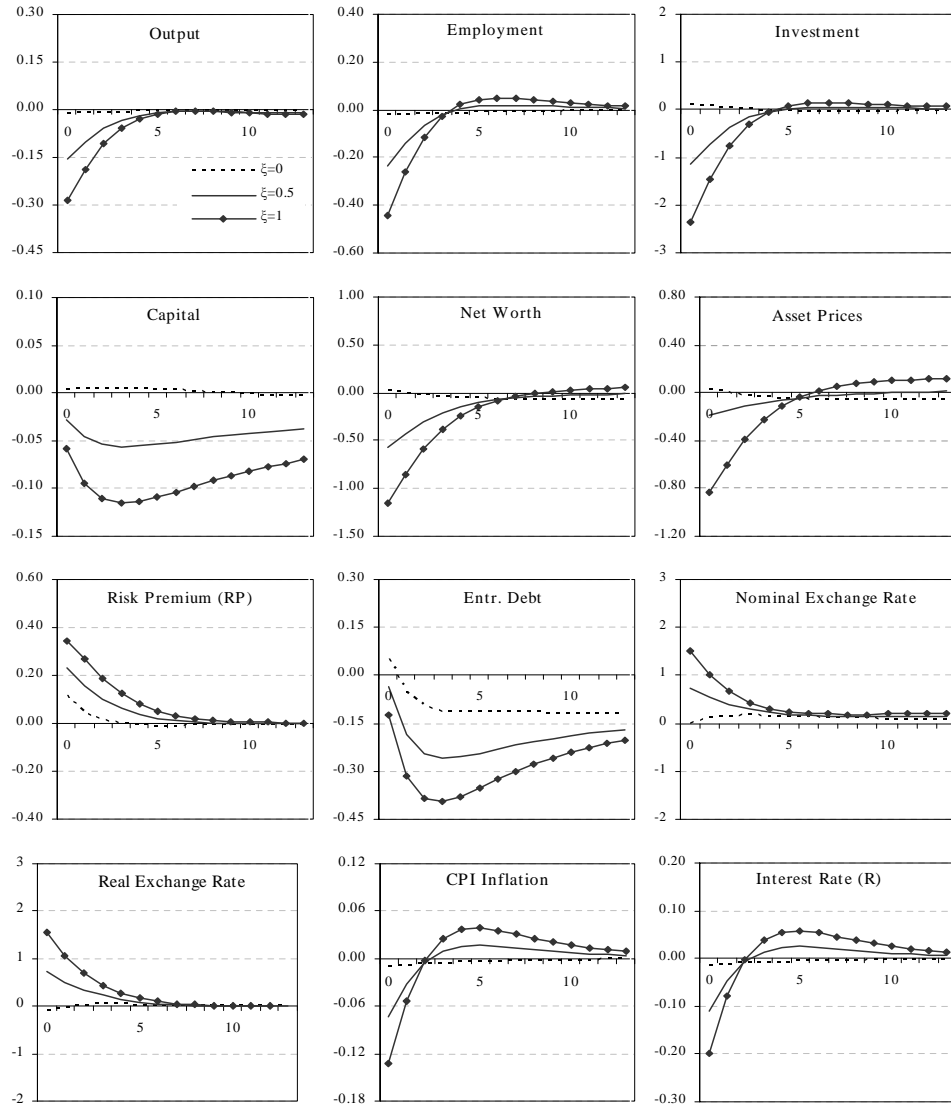 Output
0.30
0.15
0.00
-0.15
-0.30
-0.45
0 5 10
ξ=0
ξ=0.5
ξ=1
Employment
0.40
0.20
0.00
-0.20
-0.40
-0.60
0 5 10
Investment
2
1
0
-1
-2
-3
0 5 10
Capital
0.10
0.05
0.00
-0.05
-0.10
-0.15
0 5 10
Net Worth
1.00
0.50
0.00
-0.50
-1.00
-1.50
0 5 10
Asset Prices
0.80
0.40
0.00
-0.40
-0.80
-1.20
0 5 10
Risk Premium (RP)
0.60
0.40
0.20
0.00
-0.20
-0.40
0 5 10
Entr. Debt
0.30
0.15
0.00
-0.15
-0.30
-0.45
0 5 10
Nominal Exchange Rate
3
2
1
0
-1
-2
0 5 10
Real Exchange Rate
3
2
1
0
-1
-2
0 5 10
CPI Inflation
0.12
0.06
0.00
-0.06
-0.12
-0.18
0 5 10
Interest Rate (R)
0.20
0.10
0.00
-0.10
-0.20
-0.30
0 5 10